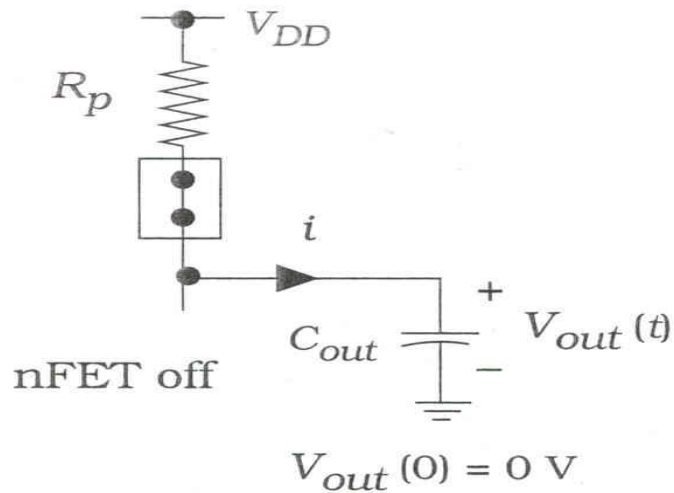 V_DD
R_p
i
+
C_out V_out (t)
−
nFET off
V_out (0) = 0 V